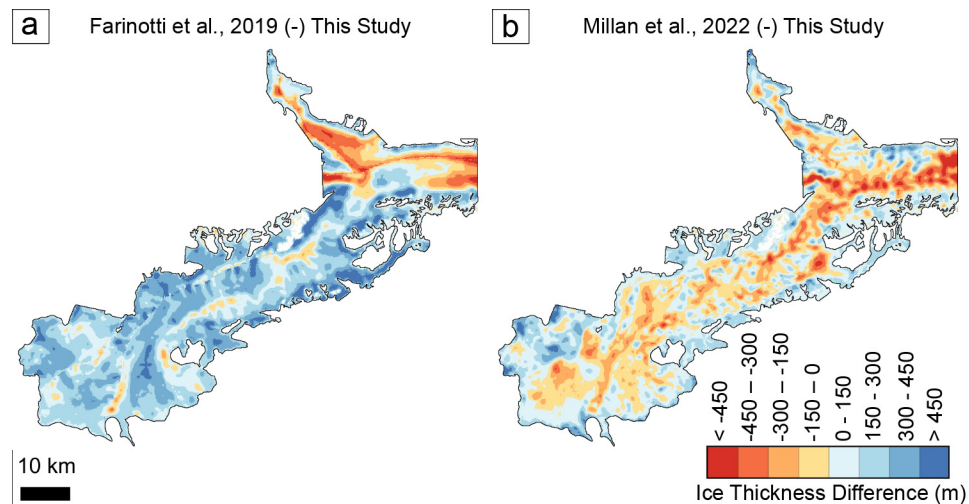 a Farinotti et al., 2019 (-) This Study
b Millan et al., 2022 (-) This Study
10 km
< -450
-450 – -300
-300 – -150
-150 – 0
0 - 150
150 - 300
300 - 450
> 450
Ice Thickness Difference (m)